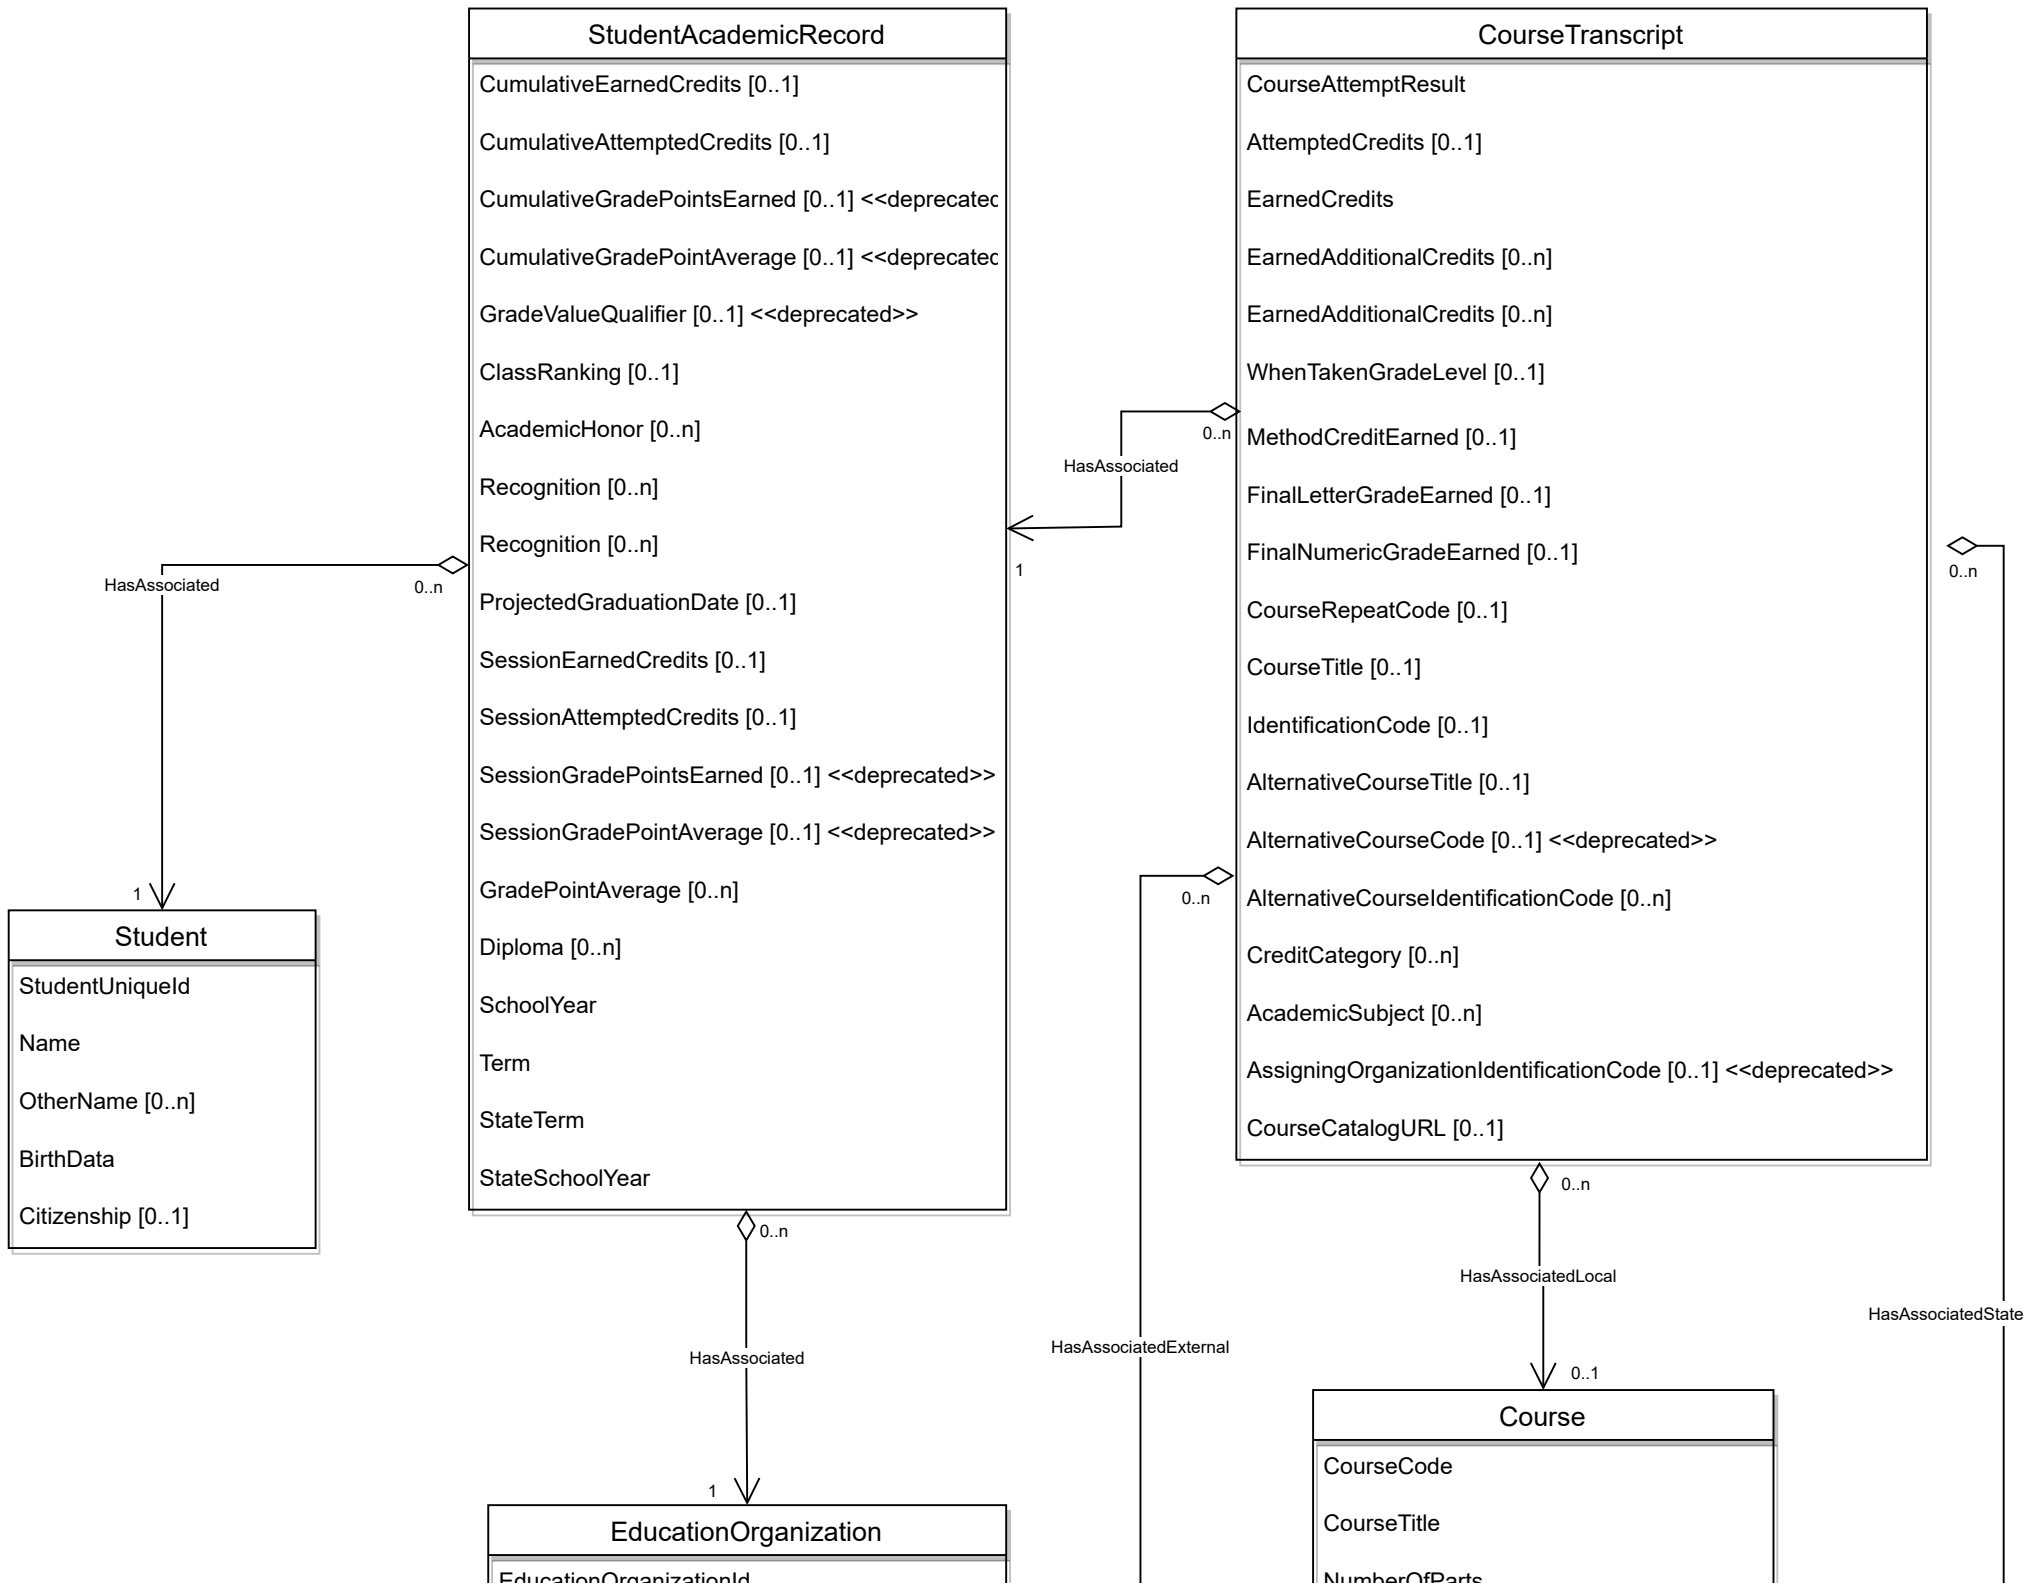 StudentAcademicRecord
CumulativeEarnedCredits [0..1]
CumulativeAttemptedCredits [0..1]
CumulativeGradePointsEarned [0..1] <<deprecated
CumulativeGradePointAverage [0..1] <<deprecated
GradeValueQualifier [0..1] <<deprecated>>
ClassRanking [0..1]
AcademicHonor [0..n]
Recognition [0..n]
Recognition [0..n]
ProjectedGraduationDate [0..1]
SessionEarnedCredits [0..1]
SessionAttemptedCredits [0..1]
SessionGradePointsEarned [0..1] <<deprecated>>
SessionGradePointAverage [0..1] <<deprecated>>
GradePointAverage [0..n]
Diploma [0..n]
SchoolYear
Term
StateTerm
StateSchoolYear
CourseTranscript
CourseAttemptResult
AttemptedCredits [0..1]
EarnedCredits
EarnedAdditionalCredits [0..n]
EarnedAdditionalCredits [0..n]
WhenTakenGradeLevel [0..1]
MethodCreditEarned [0..1]
FinalLetterGradeEarned [0..1]
FinalNumericGradeEarned [0..1]
CourseRepeatCode [0..1]
CourseTitle [0..1]
IdentificationCode [0..1]
AlternativeCourseTitle [0..1]
AlternativeCourseCode [0..1] <<deprecated>>
AlternativeCourseIdentificationCode [0..n]
CreditCategory [0..n]
AcademicSubject [0..n]
AssigningOrganizationIdentificationCode [0..1] <<deprecated>>
CourseCatalogURL [0..1]
0..n
HasAssociated
1
0..n
HasAssociated
0..n
1
0..n
Student
StudentUniqueId
Name
OtherName [0..n]
BirthData
Citizenship [0..1]
0..n
HasAssociated
1
0..n
HasAssociatedLocal
0..1
HasAssociatedExternal
HasAssociatedState
Course
CourseCode
CourseTitle
NumberOfParts
EducationOrganization
EducationOrganizationId